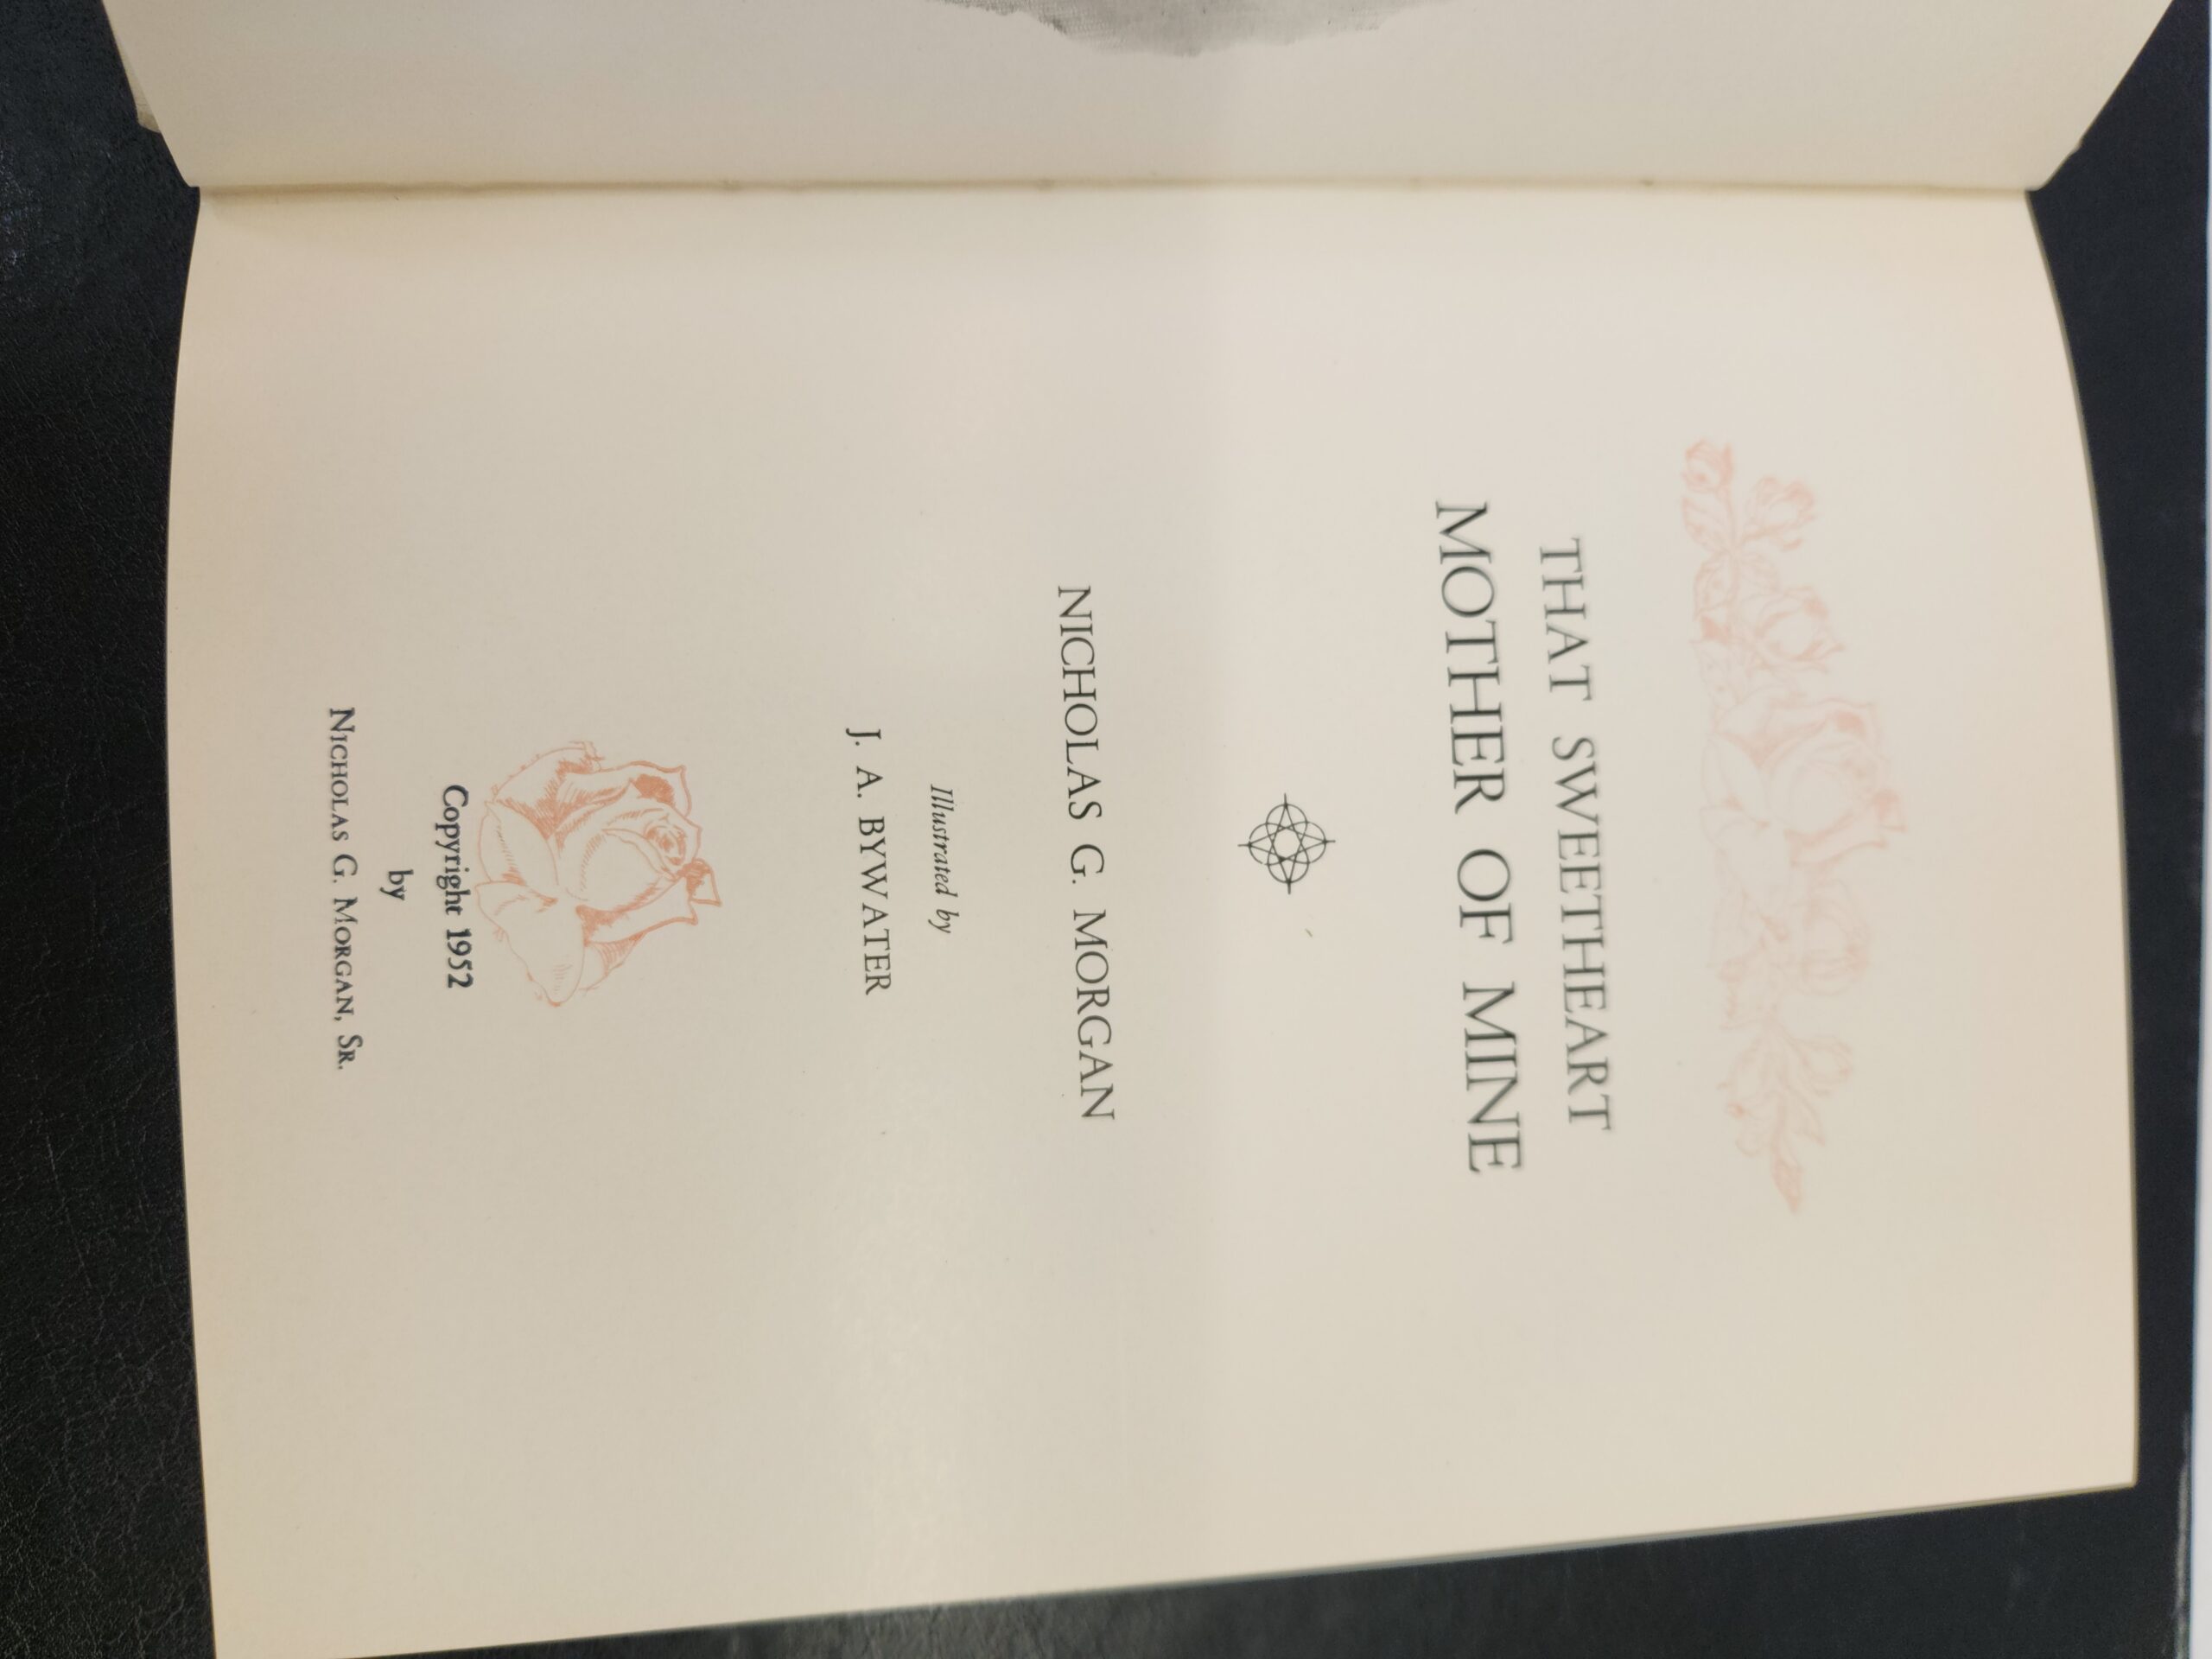 THAT SWEETHEART
MOTHER OF MINE
NICHOLAS G. MORGAN
Illustrated by
J. A. BYWATER
Copyright 1952
by
NICHOLAS G. MORGAN, SR.